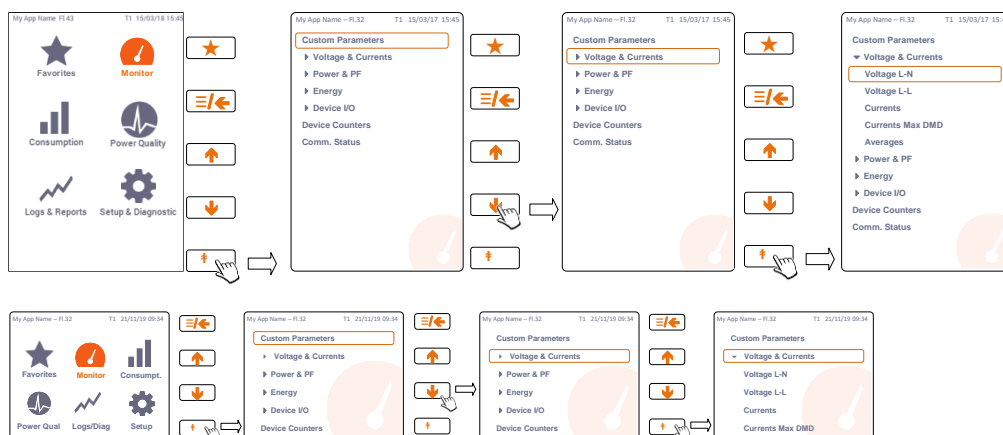 My App Name Fl 43 T1 15/03/18 15:45
Favorites Monitor
Consumption Power Quality
Logs & Reports Setup & Diagnostic
My App Name – Fl.32 T1 15/03/17 15:45
Custom Parameters
Voltage & Currents
Power & PF
Energy
Device I/O
Device Counters
Comm. Status
My App Name – Fl.32 T1 15/03/17 15:45
Custom Parameters
Voltage & Currents
Power & PF
Energy
Device I/O
Device Counters
Comm. Status
My App Name – Fl.32 T1 15/03/17
Custom Parameters
Voltage & Currents
Voltage L-N
Voltage L-L
Currents
Currents Max DMD
Averages
Power & PF
Energy
Device I/O
Device Counters
Comm. Status
My App Name – Fl.32 T1 21/11/19 09:34
Favorites Monitor Consumpt.
Power Qual Logs/Diag Setup
My App Name – Fl.32 T1 21/11/19 09:34
Custom Parameters
Voltage & Currents
Power & PF
Energy
Device I/O
Device Counters
My App Name – Fl.32 T1 21/11/19 09:34
Custom Parameters
Voltage & Currents
Power & PF
Energy
Device I/O
Device Counters
My App Name – Fl.32 T1 21/11/19 09:34
Custom Parameters
Voltage & Currents
Voltage L-N
Voltage L-L
Currents
Currents Max DMD